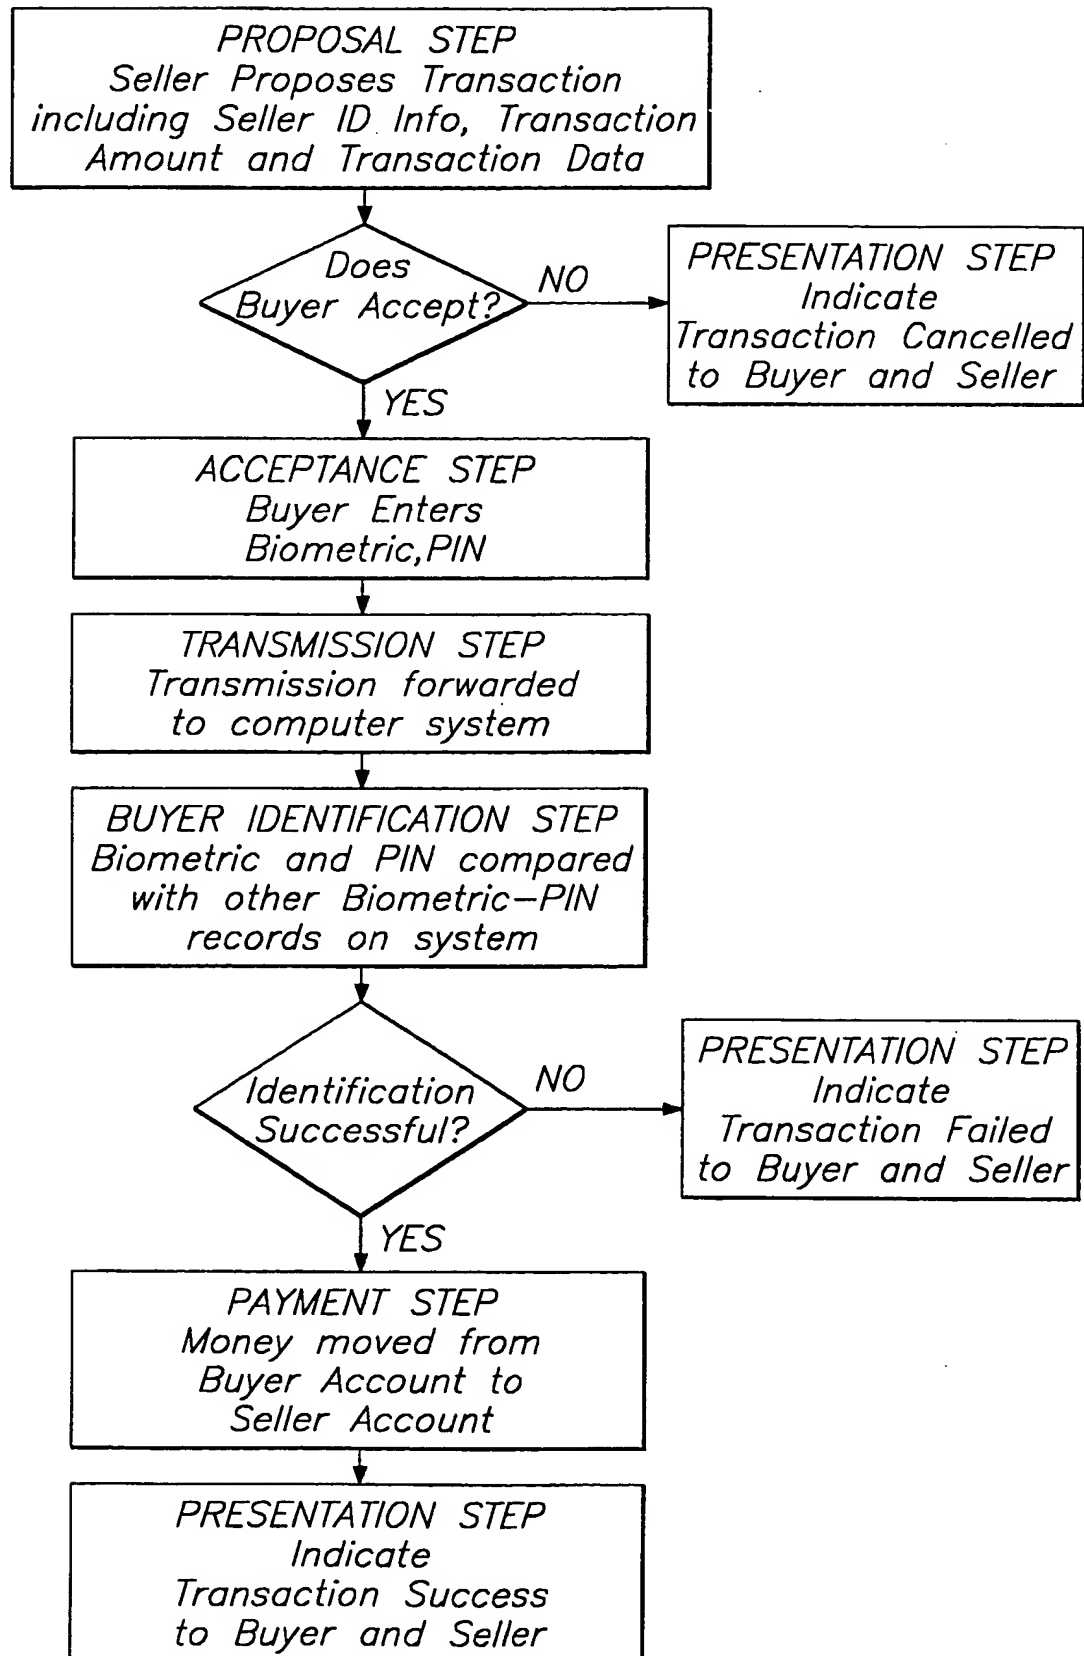 PROPOSAL STEP
Seller Proposes Transaction
including Seller ID Info, Transaction
Amount and Transaction Data
Does
Buyer Accept?
NO
PRESENTATION STEP
Indicate
Transaction Cancelled
to Buyer and Seller
YES
ACCEPTANCE STEP
Buyer Enters
Biometric,PIN
TRANSMISSION STEP
Transmission forwarded
to computer system
BUYER IDENTIFICATION STEP
Biometric and PIN compared
with other Biometric-PIN
records on system
Identification
Successful?
NO
PRESENTATION STEP
Indicate
Transaction Failed
to Buyer and Seller
YES
PAYMENT STEP
Money moved from
Buyer Account to
Seller Account
PRESENTATION STEP
Indicate
Transaction Success
to Buyer and Seller